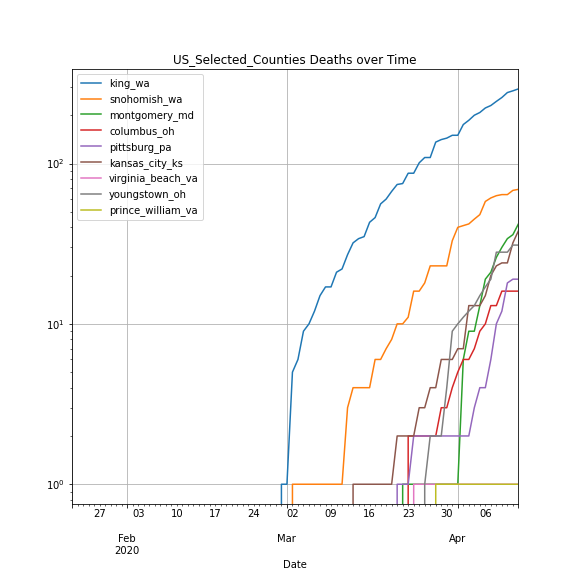 US_Selected_Counties Deaths over Time
king_wa
snohomish_wa
montgomery_md
columbus_oh
pittsburg_pa
kansas_city_ks
virginia_beach_va
youngstown_oh
prince_william_va
10²
10¹
10⁰
27 03 10 17 24 02 09 16 23 30 06
Feb Mar Apr
2020
Date